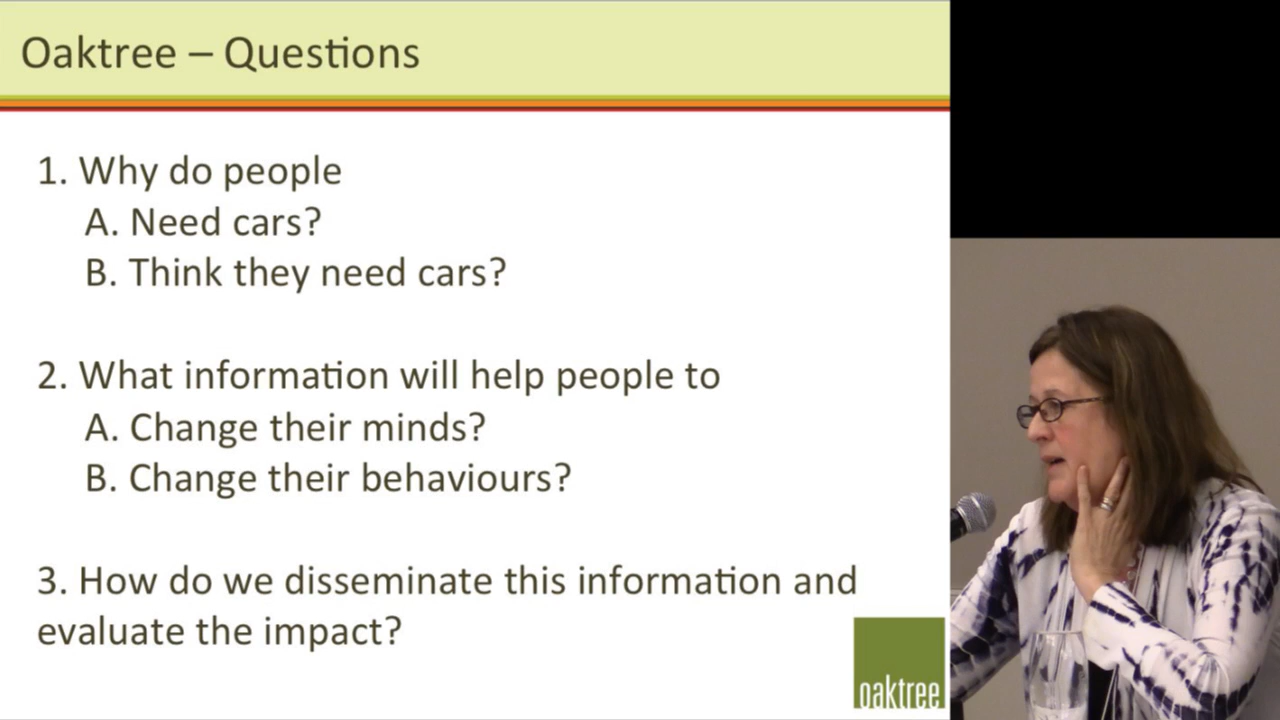 Oaktree – Questions
1. Why do people
A. Need cars?
B. Think they need cars?
2. What information will help people to
A. Change their minds?
B. Change their behaviours?
3. How do we disseminate this information and
evaluate the impact?
oaktree